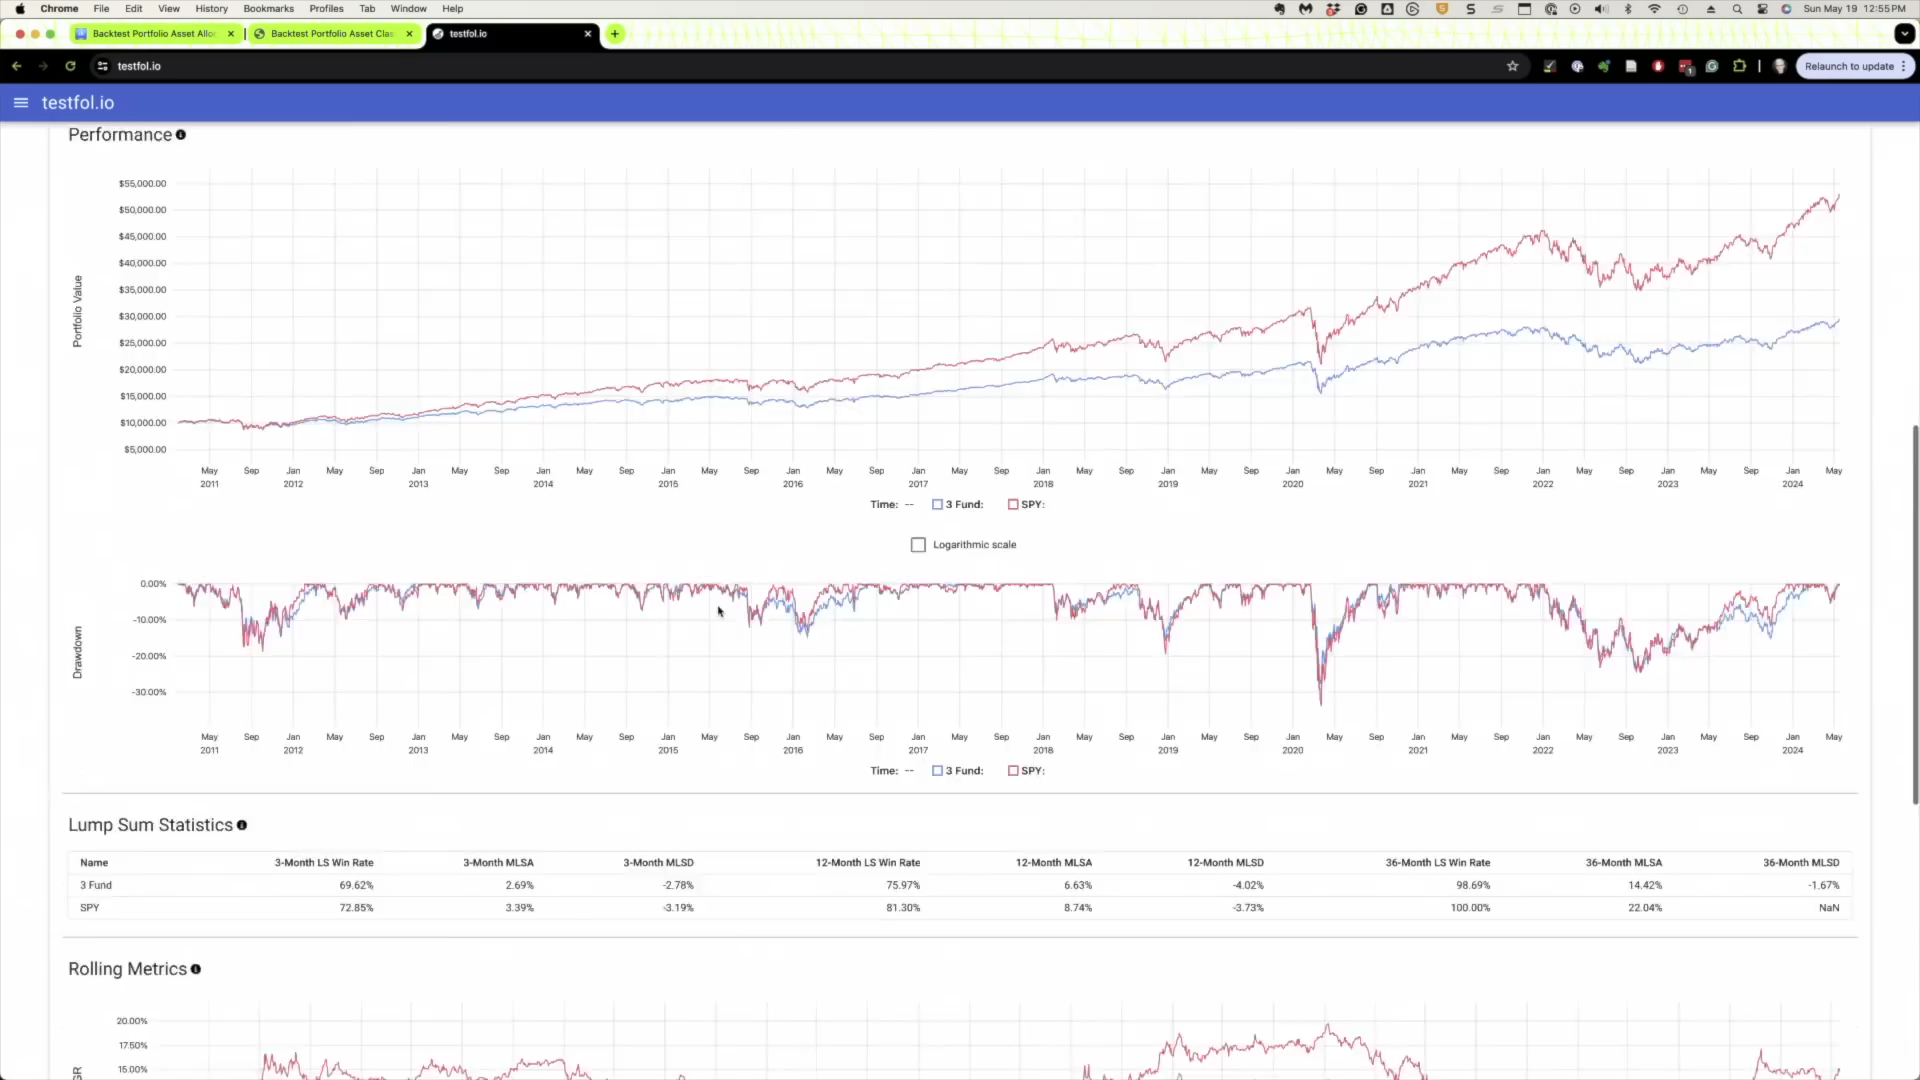 Chrome File Edit View History Bookmarks Profiles Tab Window Help Sun May 19 12:55 PM
Backtest Portfolio Asset Alloc Backtest Portfolio Asset Clas testfol.io
testfol.io Relaunch to update
testfol.io
Performance
$55,000.00
$50,000.00
$45,000.00
$40,000.00
$35,000.00
$30,000.00
$25,000.00
$20,000.00
$15,000.00
$10,000.00
$5,000.00
Portfolio Value
May Sep Jan May Sep Jan May Sep Jan May Sep Jan May Sep Jan May Sep Jan May Sep Jan May Sep Jan May Sep Jan May Sep Jan May Sep Jan May Sep Jan May Sep Jan May
2011 2012 2013 2014 2015 2016 2017 2018 2019 2020 2021 2022 2023 2024
Time: -- 3 Fund: SPY:
Logarithmic scale
0.00%
-10.00%
-20.00%
-30.00%
Drawdown
May Sep Jan May Sep Jan May Sep Jan May Sep Jan May Sep Jan May Sep Jan May Sep Jan May Sep Jan May Sep Jan May Sep Jan May Sep Jan May Sep Jan May Sep Jan May
2011 2012 2013 2014 2015 2016 2017 2018 2019 2020 2021 2022 2023 2024
Time: -- 3 Fund: SPY:
Lump Sum Statistics
Name 3-Month LS Win Rate 3-Month MLSA 3-Month MLSD 12-Month LS Win Rate 12-Month MLSA 12-Month MLSD 36-Month LS Win Rate 36-Month MLSA 36-Month MLSD
3 Fund 69.62% 2.69% -2.78% 75.97% 6.63% -4.02% 98.69% 14.42% -1.67%
SPY 72.85% 3.39% -3.19% 81.30% 8.74% -3.73% 100.00% 22.04% NaN
Rolling Metrics
20.00%
17.50%
15.00%